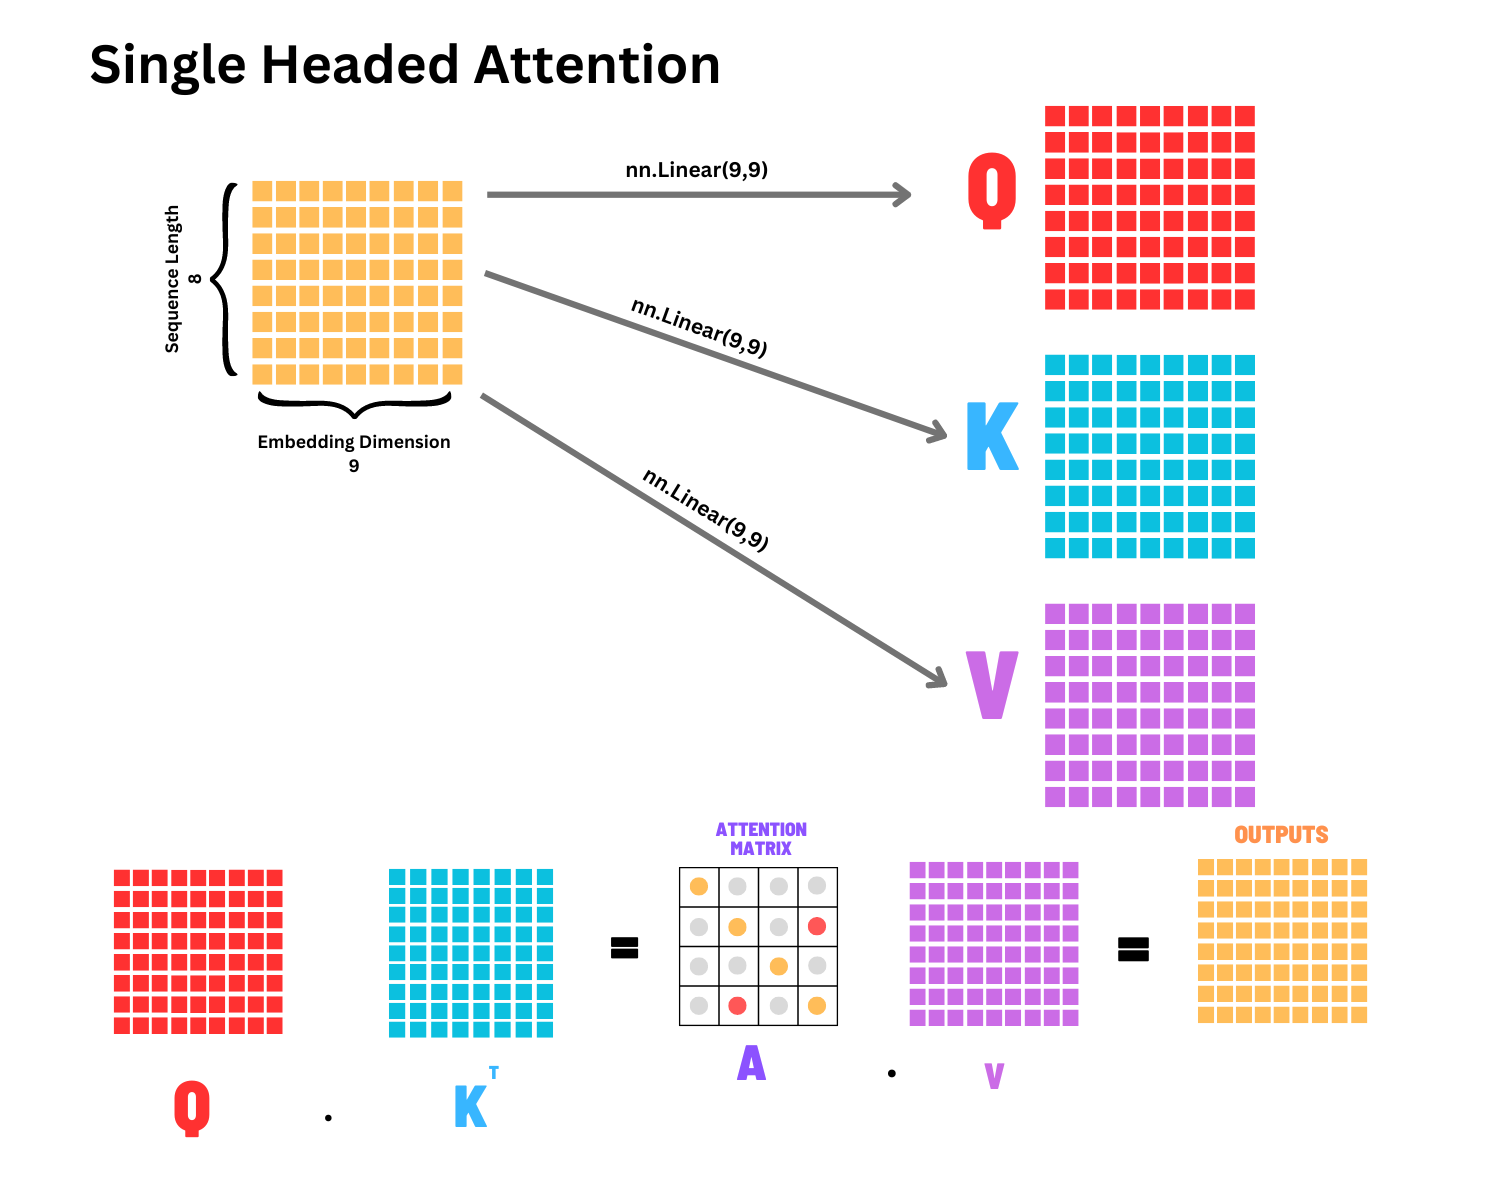 Single Headed Attention
Sequence Length
8
Embedding Dimension
9
nn.Linear(9,9)
nn.Linear(9,9)
nn.Linear(9,9)
Q
K
V
ATTENTION
MATRIX
OUTPUTS
=
=
Q
.
K^T
A
.
V